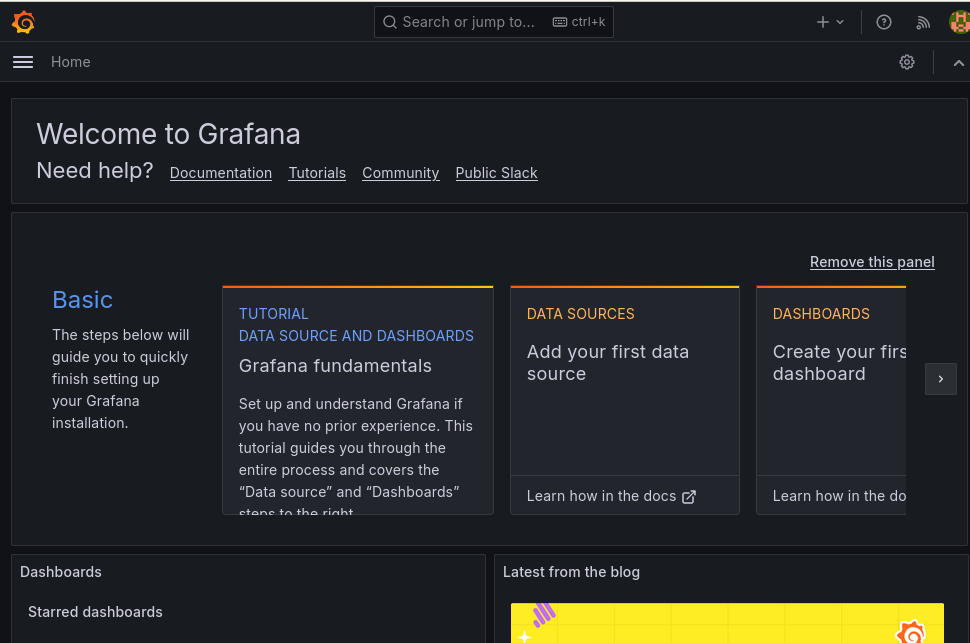 Search or jump to... ctrl+k
Home
Welcome to Grafana
Need help? Documentation Tutorials Community Public Slack
Remove this panel
Basic
The steps below will
guide you to quickly
finish setting up
your Grafana
installation.
TUTORIAL
DATA SOURCE AND DASHBOARDS
Grafana fundamentals
Set up and understand Grafana if
you have no prior experience. This
tutorial guides you through the
entire process and covers the
“Data source” and “Dashboards”
steps to the right.
DATA SOURCES
Add your first data
source
Learn how in the docs
DASHBOARDS
Create your firs
dashboard
Learn how in the do
Dashboards
Starred dashboards
Latest from the blog